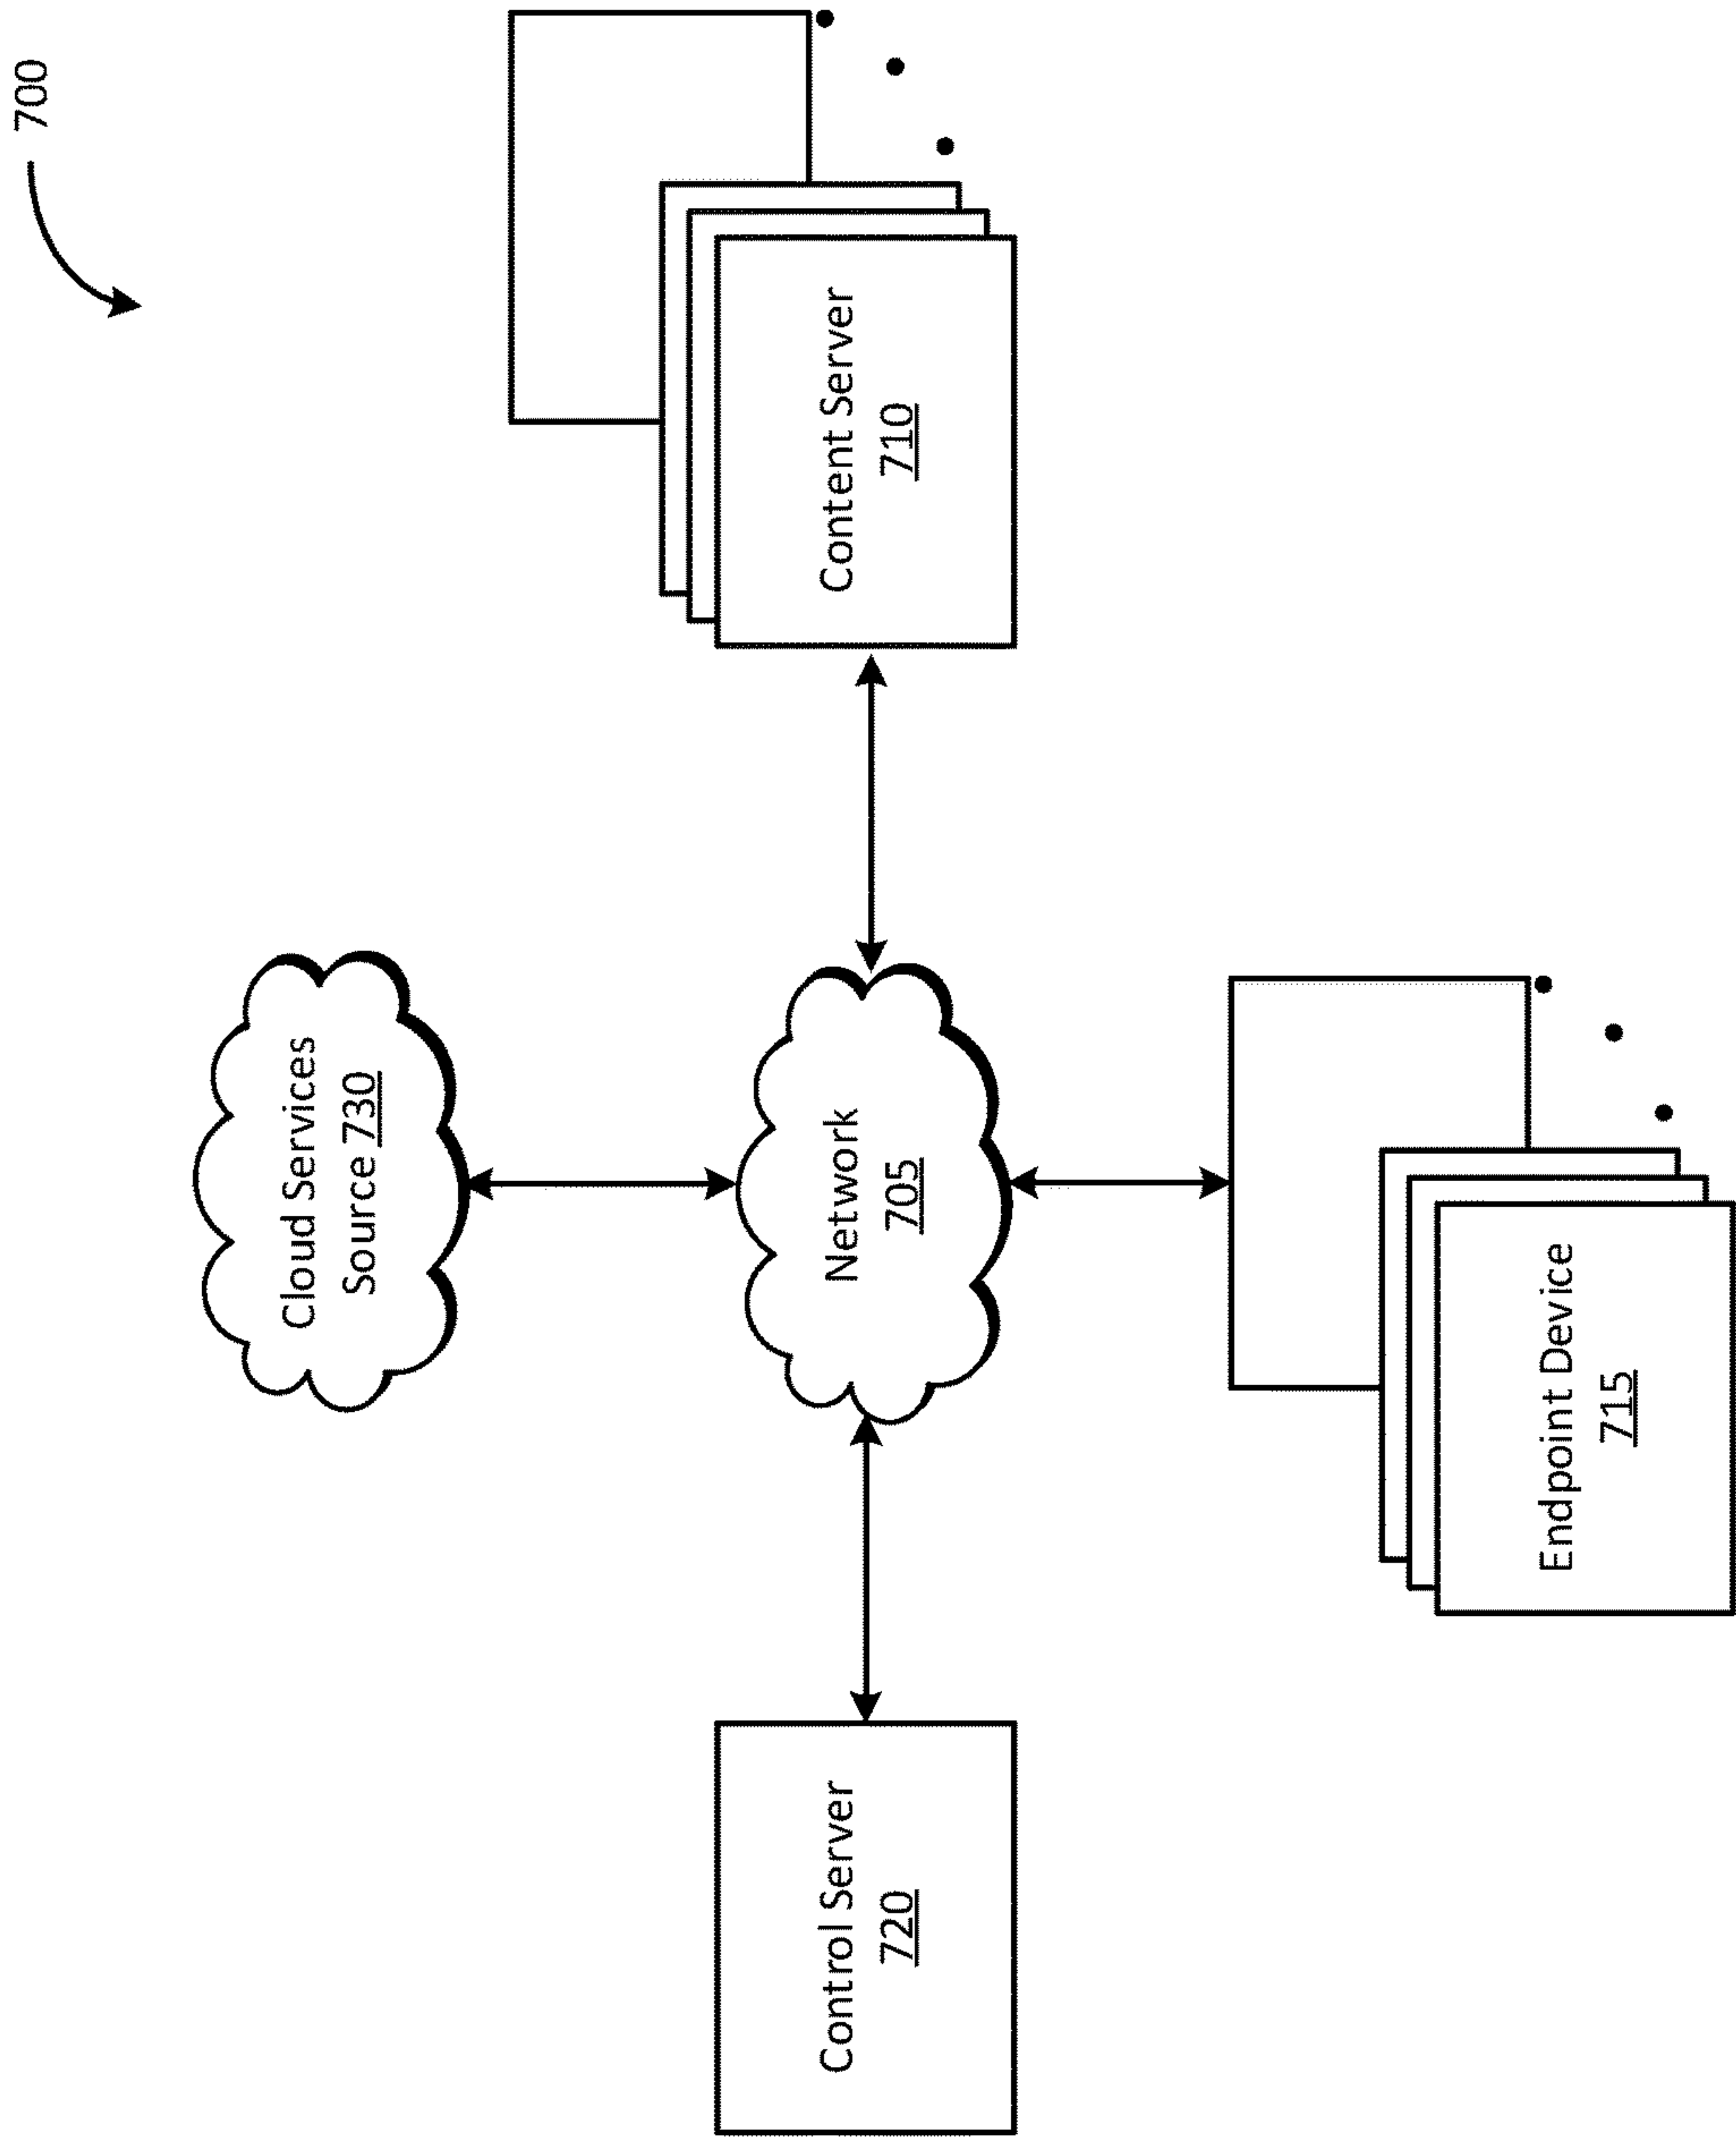 700
Cloud Services
Source 730
Control Server
720
Network
705
Content Server
710
Endpoint Device
715